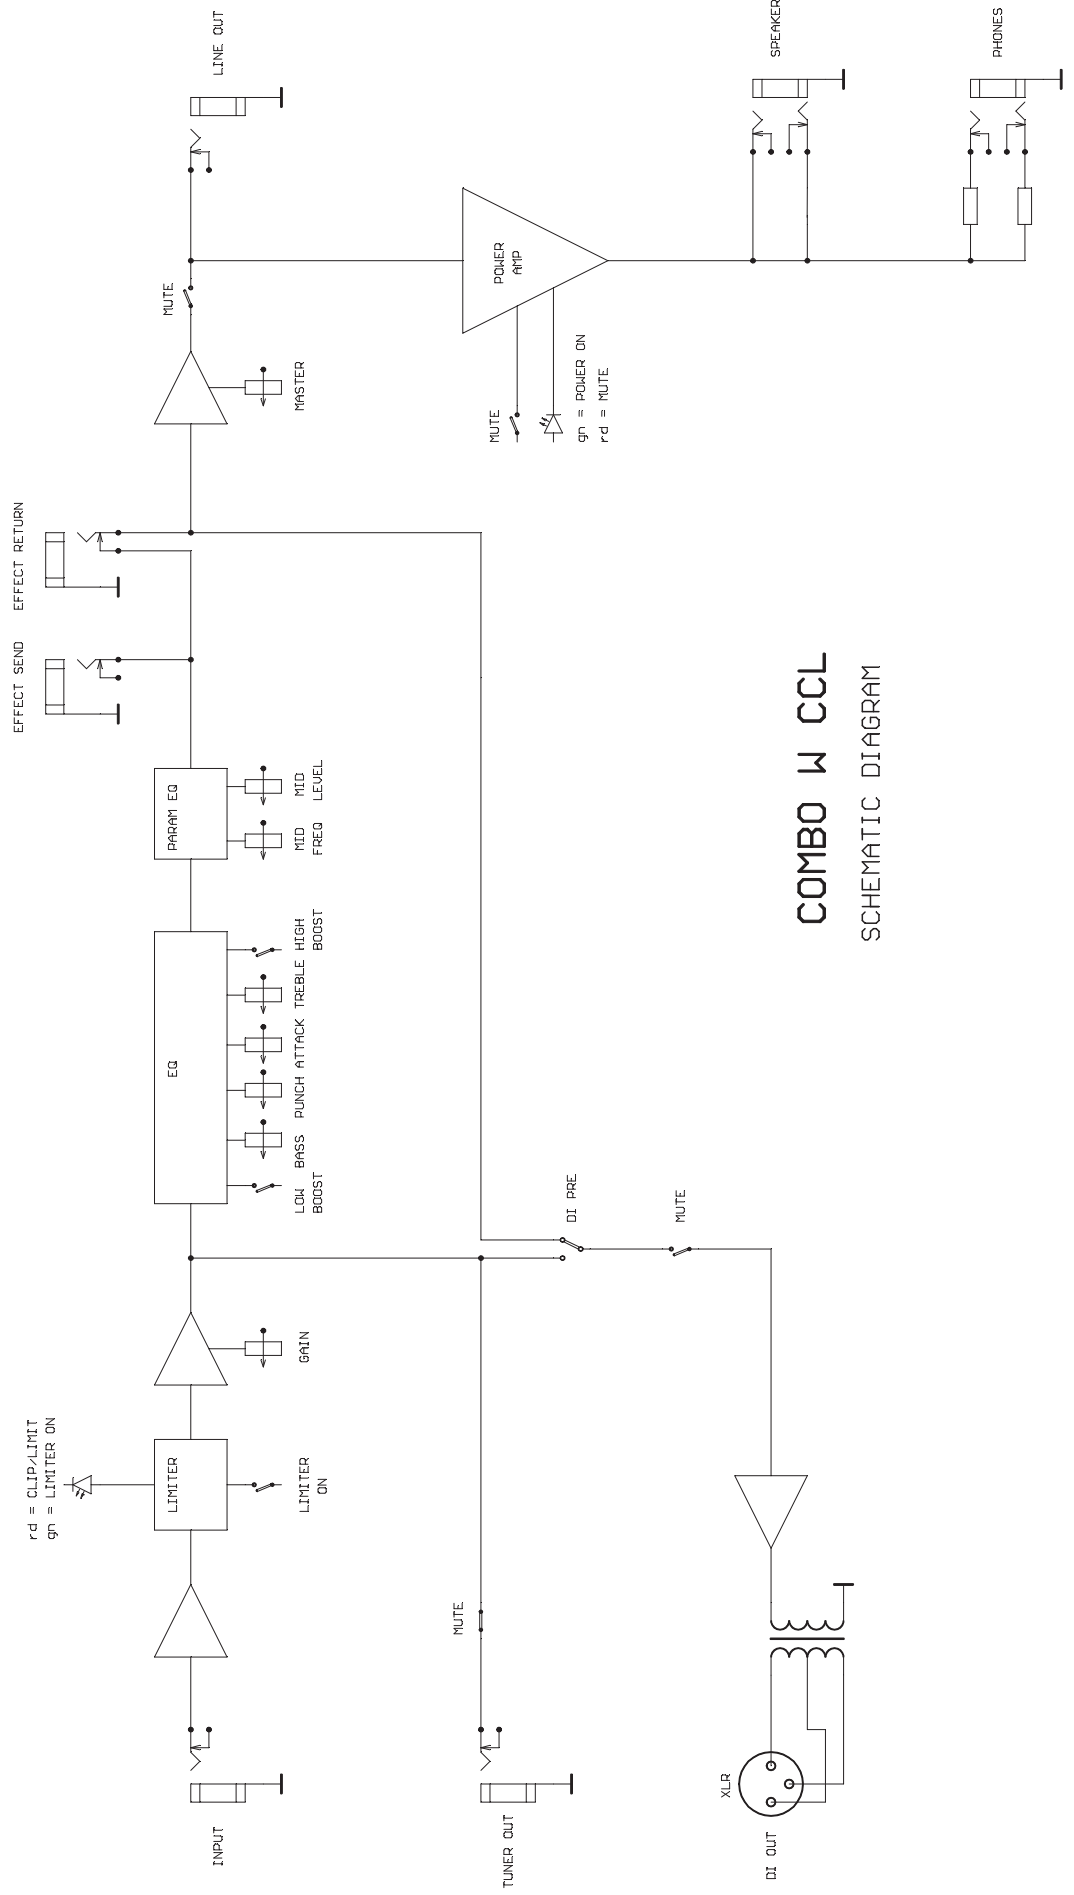 rd = CLIP/LIMIT
gn = LIMITER ON
EFFECT SEND
EFFECT RETURN
LINE OUT
INPUT
LIMITER
LIMITER
ON
GAIN
EQ
LOW
BOOST
BASS
PUNCH
ATTACK
TREBLE
HIGH
BOOST
PARAM EQ
MID
FREQ
MID
LEVEL
MASTER
MUTE
TUNER OUT
MUTE
DI PRE
MUTE
MUTE
POWER
AMP
gn = POWER ON
rd = MUTE
SPEAKER
XLR
DI OUT
COMBO W CCL
SCHEMATIC DIAGRAM
PHONES